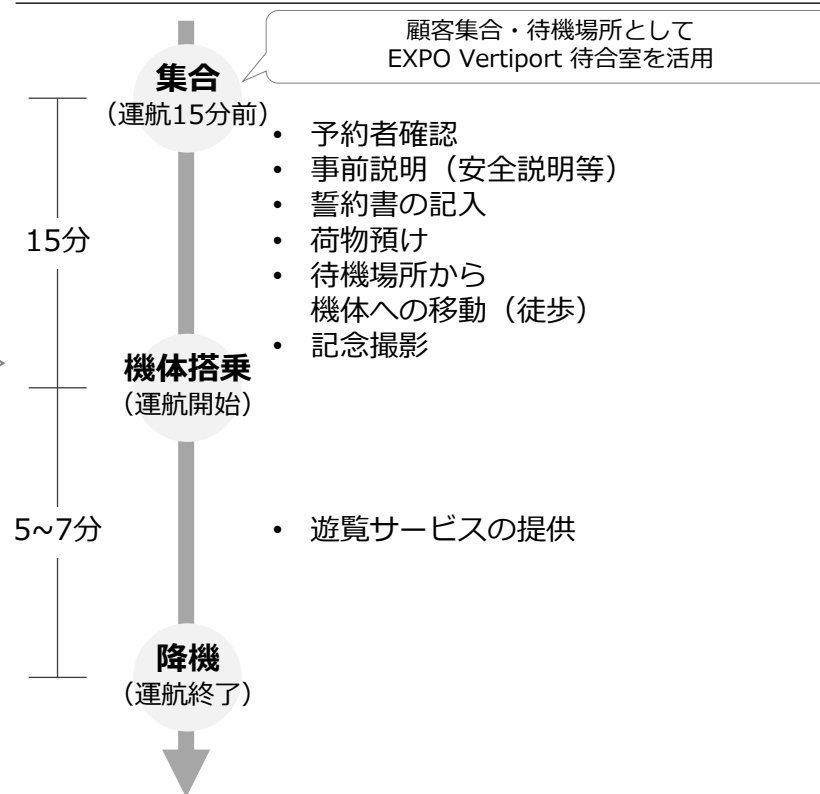 顧客集合・待機場所として
EXPO Vertiport 待合室を活用
集合
（運航15分前）
• 予約者確認
• 事前説明（安全説明等）
• 誓約書の記入
• 荷物預け
• 待機場所から
機体への移動（徒歩）
• 記念撮影
15分
機体搭乗
（運航開始）
5~7分
• 遊覧サービスの提供
降機
（運航終了）